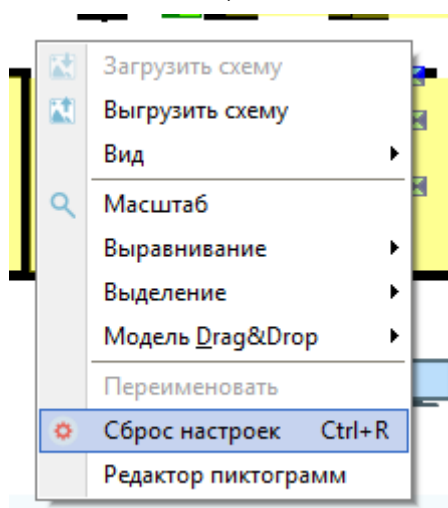 Загрузить схему
Выгрузить схему
Вид
Масштаб
Выравнивание
Выделение
Модель Drag&Drop
Переименовать
Сброс настроек Ctrl+R
Редактор пиктограмм